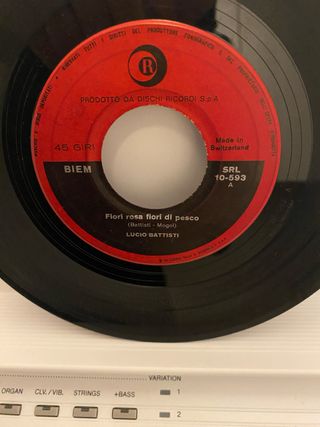 R
PRODOTTO DA DISCHI RICORDI S.p.A
45 GIRI
Made in
Switzerland
BIEM
SRL
10-593
A
Fiori rosa fiori di pesco
(Battisti - Mogol)
LUCIO BATTISTI
VARIATION
ORGAN CLV./VIB. STRINGS +BASS 1
2